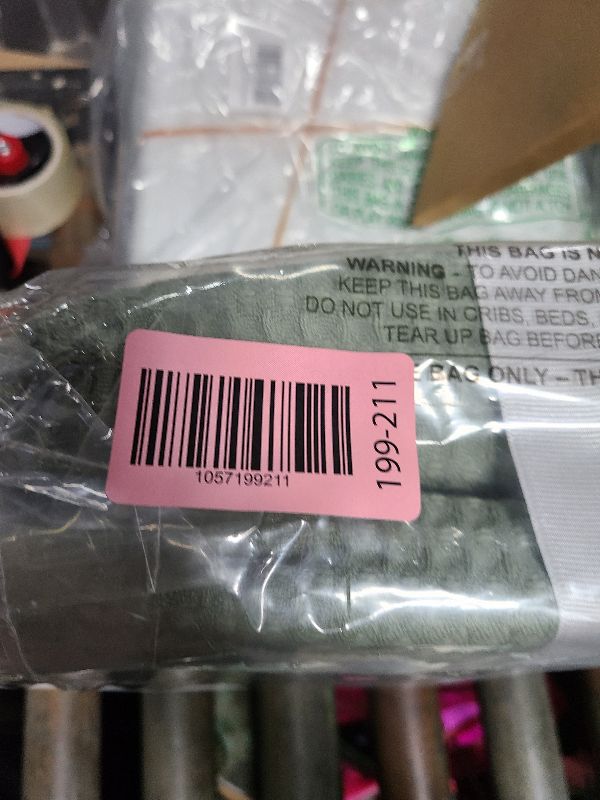 THIS BAG IS N
WARNING - TO AVOID DAN
KEEP THIS BAG AWAY FROM
DO NOT USE IN CRIBS, BEDS,
TEAR UP BAG BEFORE
E BAG ONLY – TH
1057199211
199-211